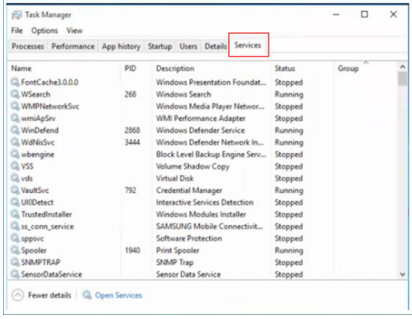 Task Manager
File Options View
Processes Performance App history Startup Users Details Services
Name PID Description Status Group
FontCache3.0.0.0 Windows Presentation Foundat... Stopped
WSearch 268 Windows Search Running
WMPNetworkSvc Windows Media Player Networ... Stopped
wmiApSrv WMI Performance Adapter Stopped
WinDefend 2868 Windows Defender Service Running
WdNisSvc 3444 Windows Defender Network In... Running
wbengine Block Level Backup Engine Serv... Stopped
VSS Volume Shadow Copy Stopped
vds Virtual Disk Stopped
VaultSvc 792 Credential Manager Running
UI0Detect Interactive Services Detection Stopped
TrustedInstaller Windows Modules Installer Stopped
ss_conn_service SAMSUNG Mobile Connectivit... Stopped
sppsvc Software Protection Stopped
Spooler 1940 Print Spooler Running
SNMPTRAP SNMP Trap Stopped
SensorDataService Sensor Data Service Stopped
Fewer details Open Services